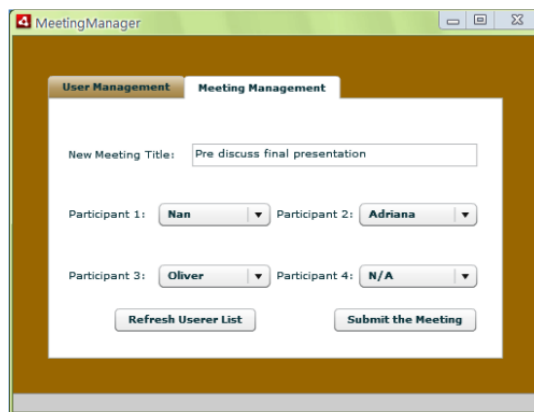 MeetingManager
User Management Meeting Management
New Meeting Title: Pre discuss final presentation
Participant 1: Nan Participant 2: Adriana
Participant 3: Oliver Participant 4: N/A
Refresh Userer List Submit the Meeting